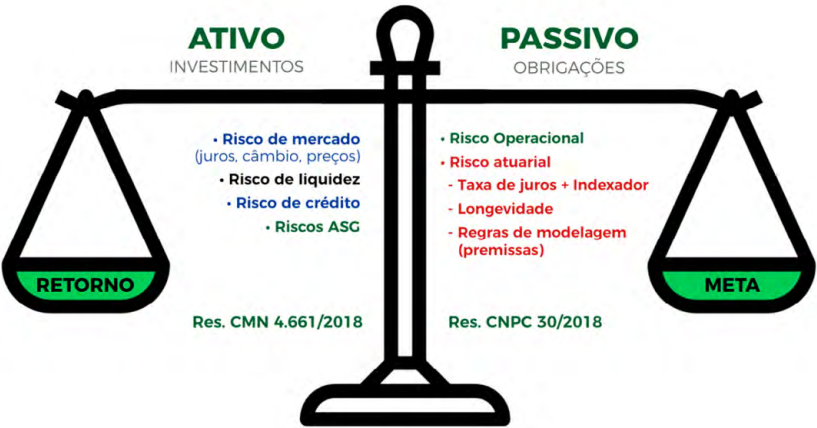 ATIVO
INVESTIMENTOS
• Risco de mercado
(juros, câmbio, preços)
• Risco de liquidez
• Risco de crédito
• Riscos ASG
RETORNO
Res. CMN 4.661/2018
PASSIVO
OBRIGAÇÕES
• Risco Operacional
• Risco atuarial
- Taxa de juros + Indexador
- Longevidade
- Regras de modelagem
(premissas)
META
Res. CNPC 30/2018